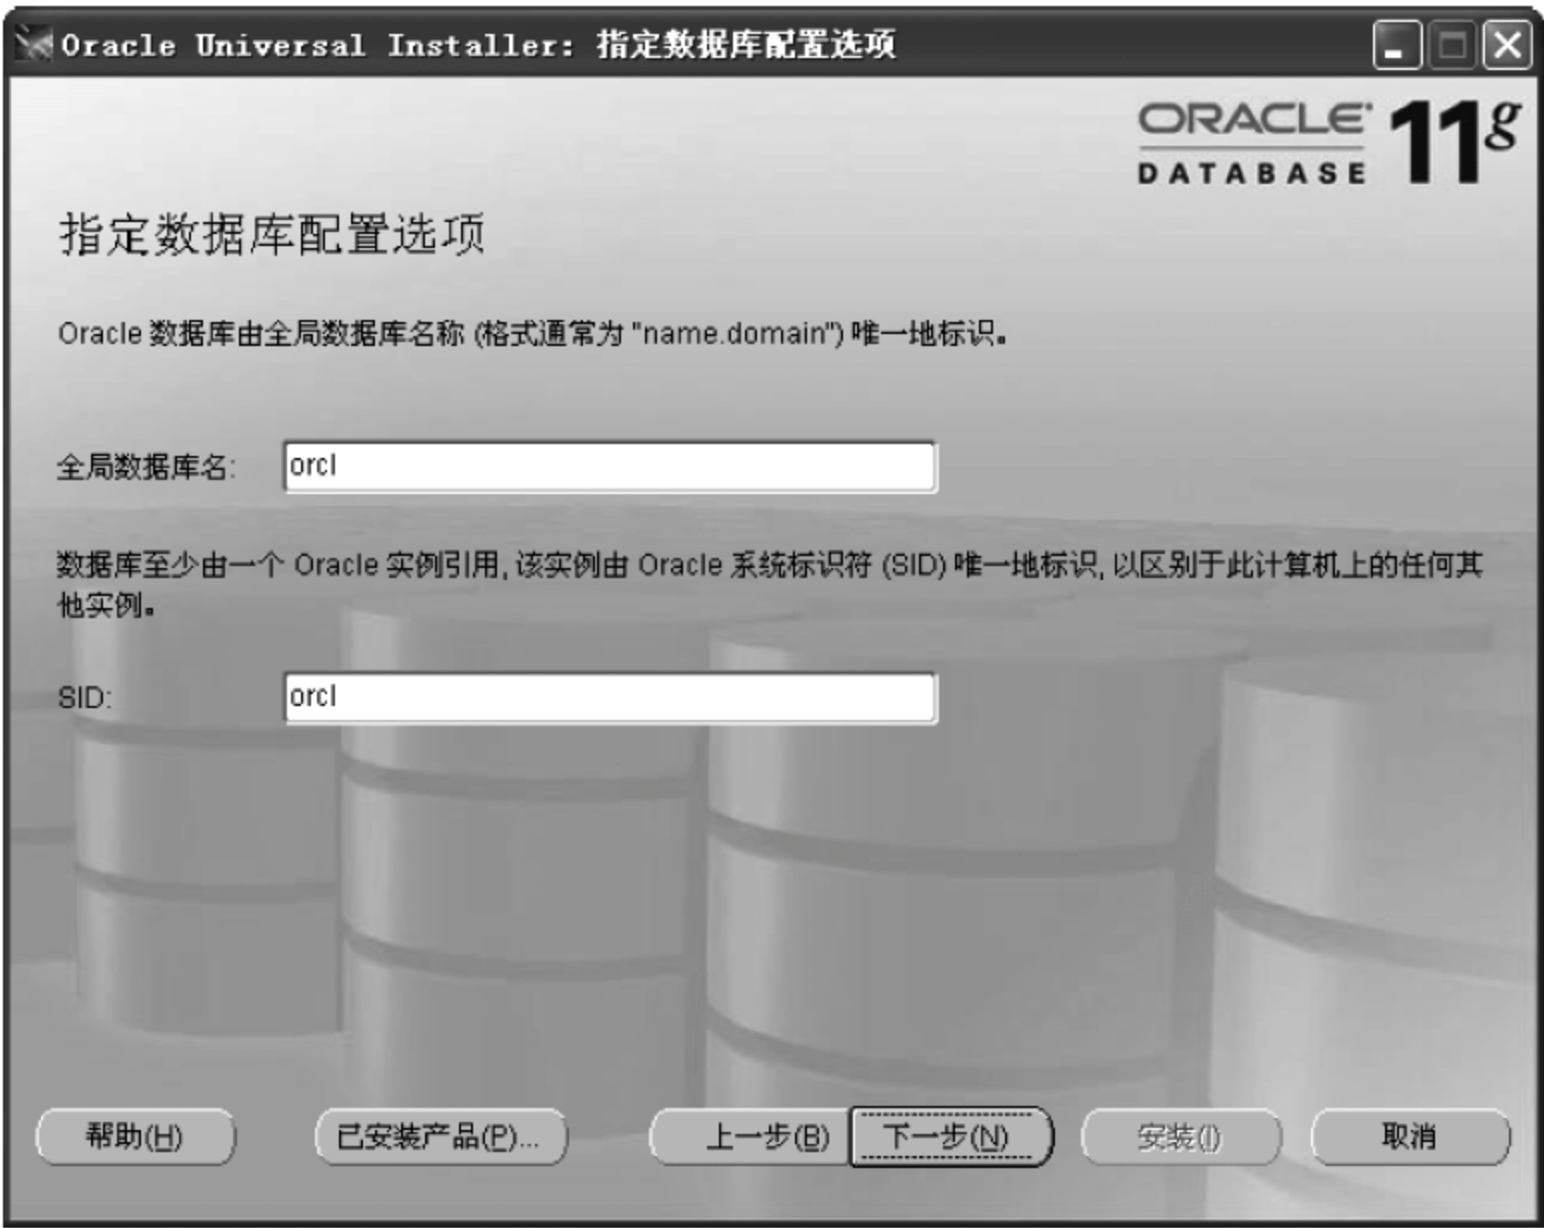 Oracle Universal Installer: 指定数据库配置选项
ORACLE
DATABASE
11g
指定数据库配置选项
Oracle 数据库由全局数据库名称 (格式通常为 "name.domain") 唯一地标识。
全局数据库名: orcl
数据库至少由一个 Oracle 实例引用, 该实例由 Oracle 系统标识符 (SID) 唯一地标识, 以区别于此计算机上的任何其
他实例。
SID: orcl
帮助(H) 已安装产品(P)... 上一步(B) 下一步(N) 安装(I) 取消